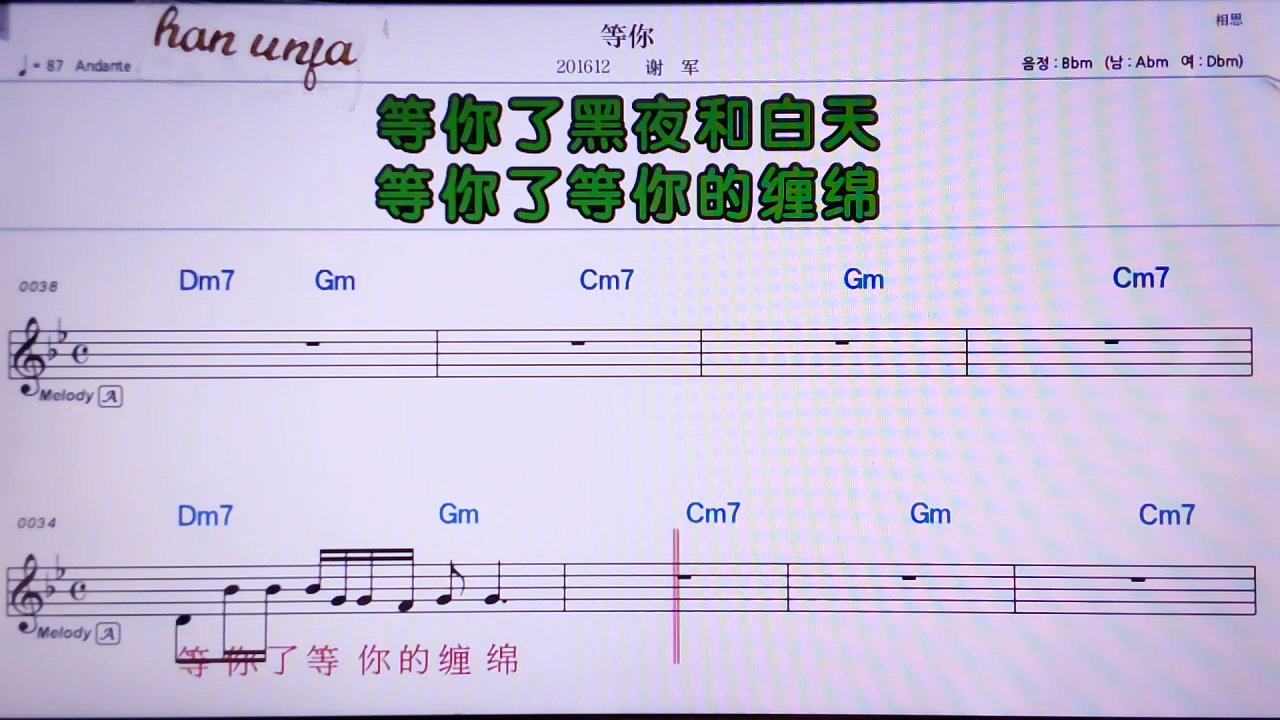 han unja
等你
相思
♩= 87 Andante
201612 谢 军
음정 : Bbm (남 : Abm 여 : Dbm)
等你了黑夜和白天
等你了等你的缠绵
0038 Dm7 Gm Cm7 Gm Cm7
Melody A
0034 Dm7 Gm Cm7 Gm Cm7
Melody A
等 你 了 等 你 的 缠 绵